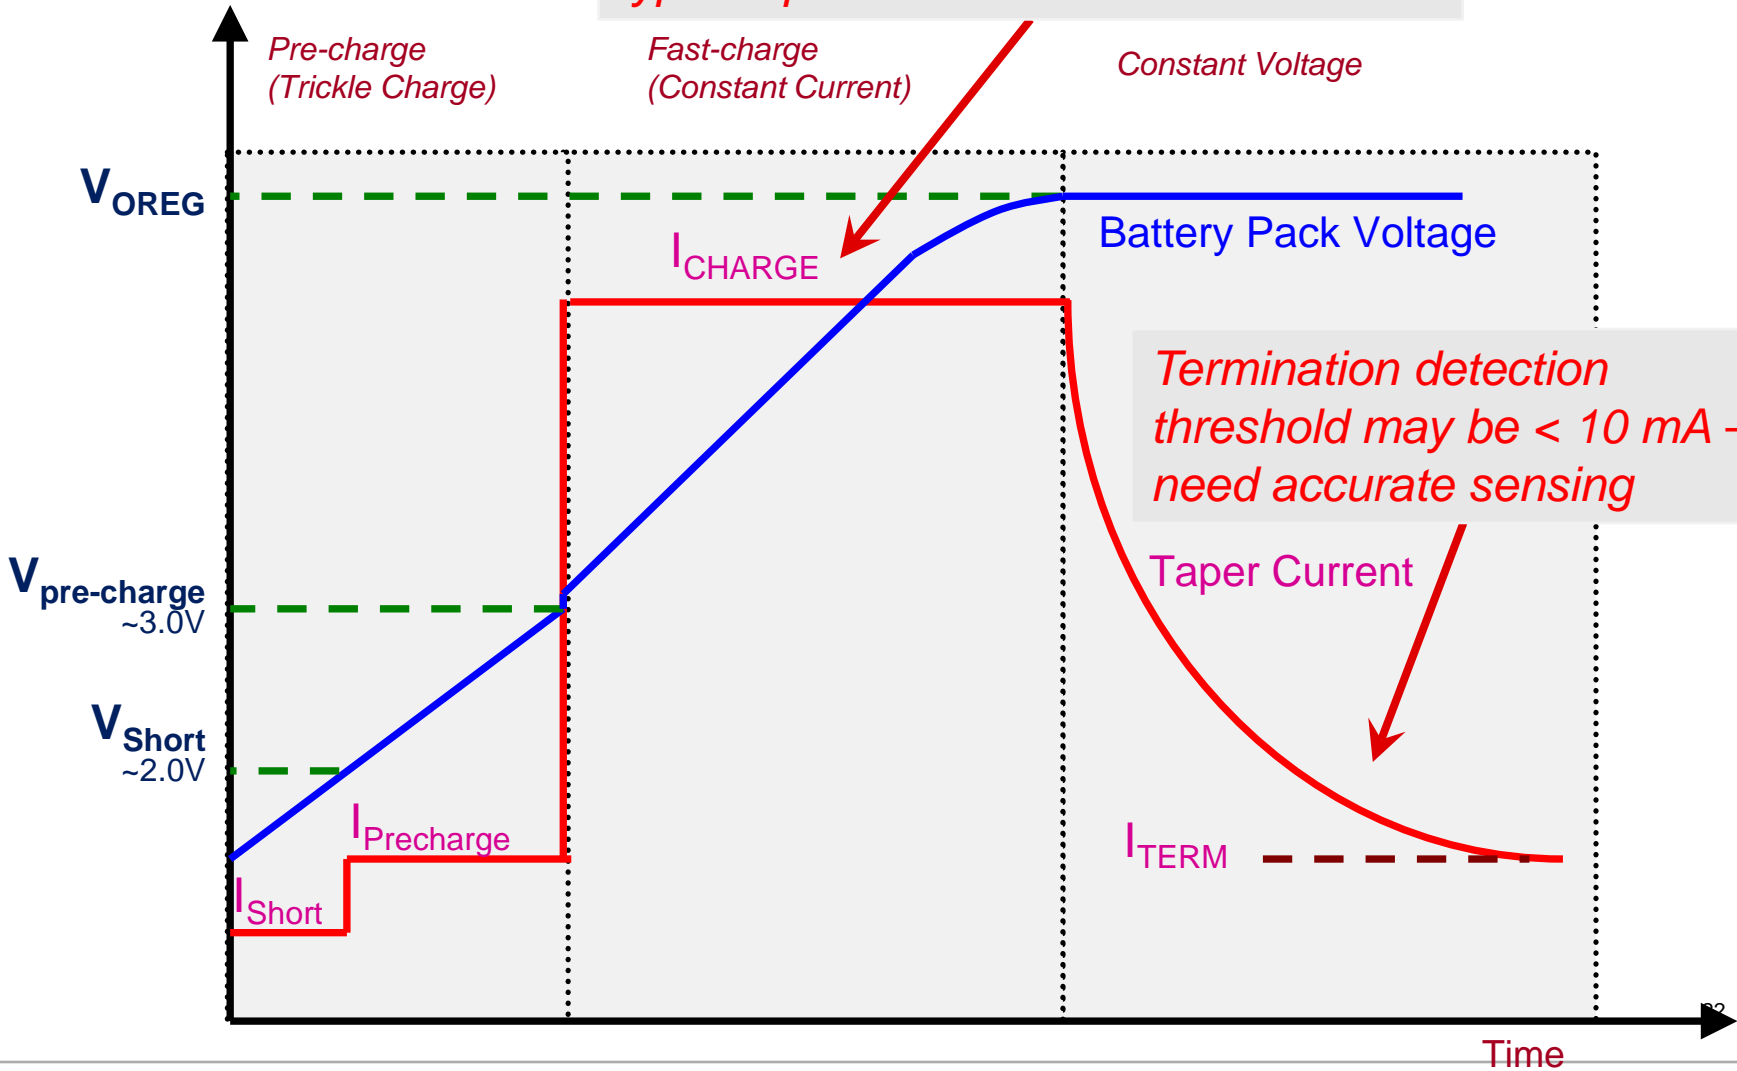 Pre-charge
(Trickle Charge)
Fast-charge
(Constant Current)
Constant Voltage
VOREG
ICHARGE
Battery Pack Voltage
Termination detection
threshold may be < 10 mA -
need accurate sensing
Vpre-charge
~3.0V
Taper Current
VShort
~2.0V
IPrecharge
ITERM
IShort
Time